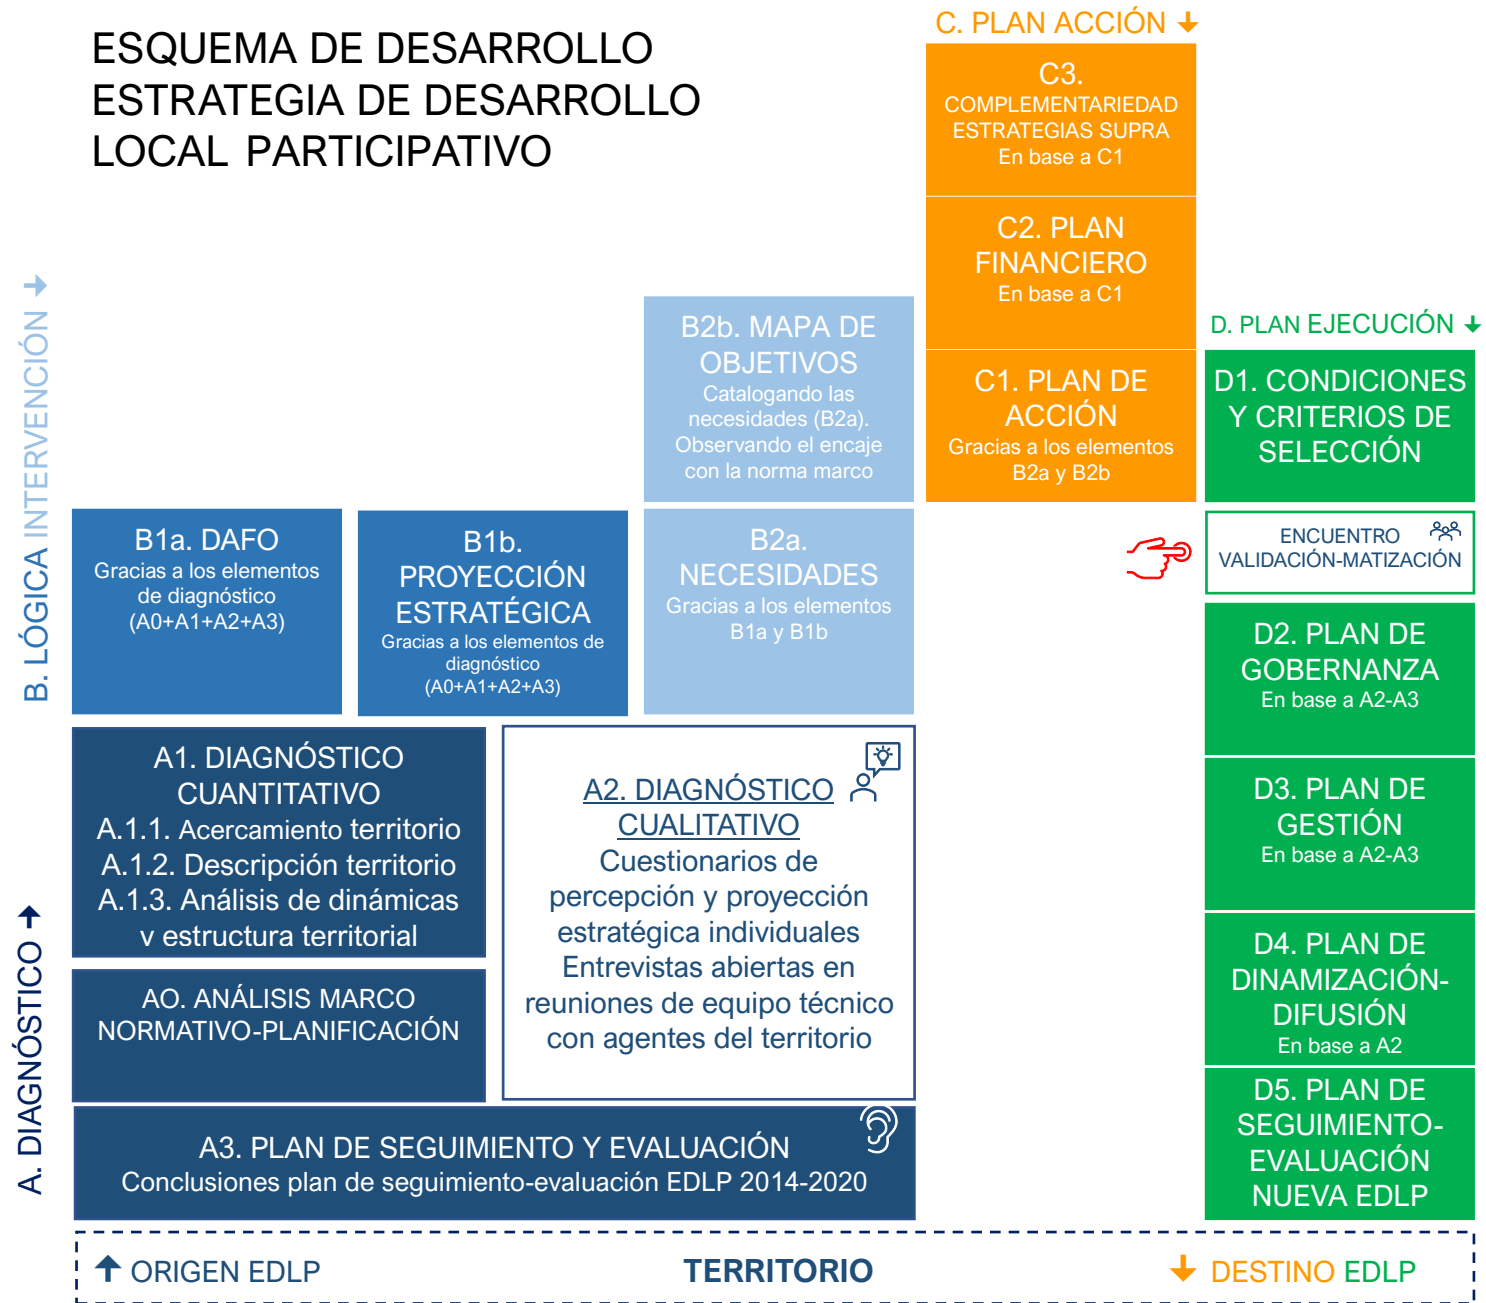 ESQUEMA DE DESARROLLO
ESTRATEGIA DE DESARROLLO
LOCAL PARTICIPATIVO
C. PLAN ACCIÓN
C3.
COMPLEMENTARIEDAD
ESTRATEGIAS SUPRA
En base a C1
C2. PLAN
FINANCIERO
En base a C1
C1. PLAN DE
ACCIÓN
Gracias a los elementos
B2a y B2b
D. PLAN EJECUCIÓN
D1. CONDICIONES
Y CRITERIOS DE
SELECCIÓN
ENCUENTRO
VALIDACIÓN-MATIZACIÓN
D2. PLAN DE
GOBERNANZA
En base a A2-A3
D3. PLAN DE
GESTIÓN
En base a A2-A3
D4. PLAN DE
DINAMIZACIÓN-
DIFUSIÓN
En base a A2
D5. PLAN DE
SEGUIMIENTO-
EVALUACIÓN
NUEVA EDLP
B. LÓGICA INTERVENCIÓN
B2b. MAPA DE
OBJETIVOS
Catalogando las
necesidades (B2a).
Observando el encaje
con la norma marco
B1a. DAFO
Gracias a los elementos
de diagnóstico
(A0+A1+A2+A3)
B1b.
PROYECCIÓN
ESTRATÉGICA
Gracias a los elementos de
diagnóstico
(A0+A1+A2+A3)
B2a.
NECESIDADES
Gracias a los elementos
B1a y B1b
A. DIAGNÓSTICO
A1. DIAGNÓSTICO
CUANTITATIVO
A.1.1. Acercamiento territorio
A.1.2. Descripción territorio
A.1.3. Análisis de dinámicas
y estructura territorial
A2. DIAGNÓSTICO
CUALITATIVO
Cuestionarios de
percepción y proyección
estratégica individuales
Entrevistas abiertas en
reuniones de equipo técnico
con agentes del territorio
AO. ANÁLISIS MARCO
NORMATIVO-PLANIFICACIÓN
A3. PLAN DE SEGUIMIENTO Y EVALUACIÓN
Conclusiones plan de seguimiento-evaluación EDLP 2014-2020
ORIGEN EDLP
TERRITORIO
DESTINO EDLP